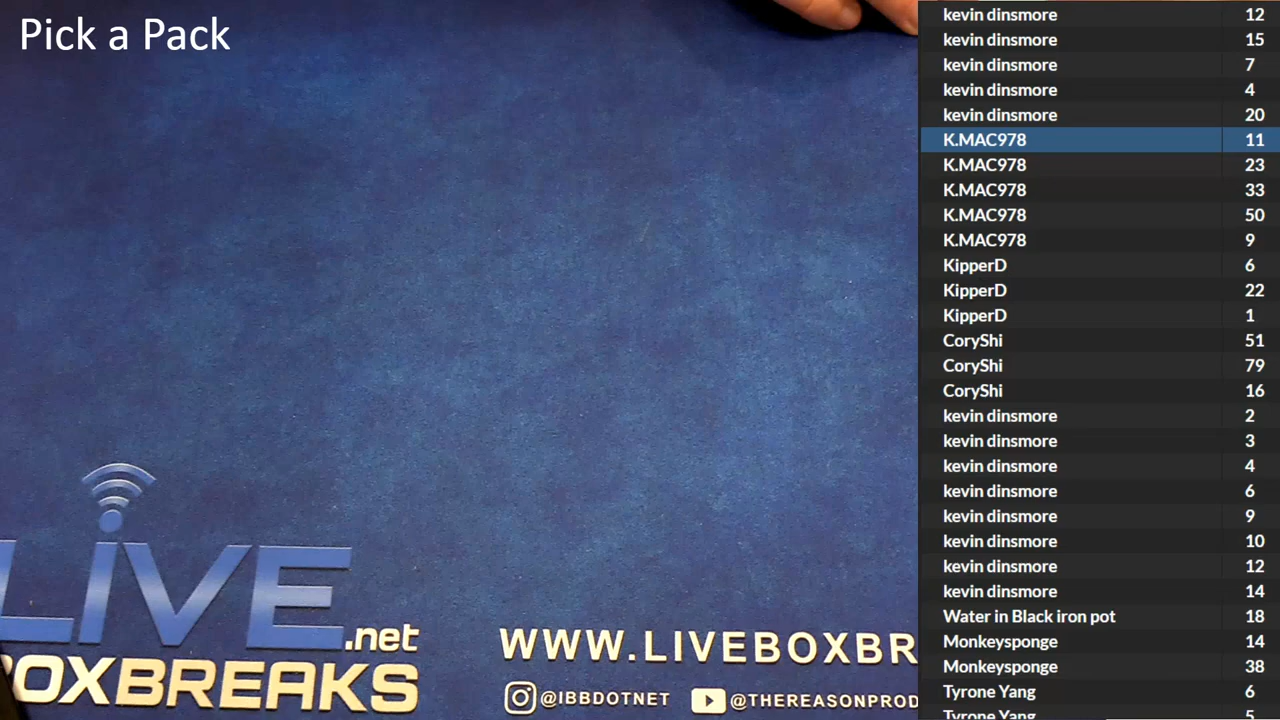 Pick a Pack
kevin dinsmore 12
kevin dinsmore 15
kevin dinsmore 7
kevin dinsmore 4
kevin dinsmore 20
K.MAC978 11
K.MAC978 23
K.MAC978 33
K.MAC978 50
K.MAC978 9
KipperD 6
KipperD 22
KipperD 1
CoryShi 51
CoryShi 79
CoryShi 16
kevin dinsmore 2
kevin dinsmore 3
kevin dinsmore 4
kevin dinsmore 6
kevin dinsmore 9
kevin dinsmore 10
kevin dinsmore 12
kevin dinsmore 14
Water in Black iron pot 18
Monkeysponge 14
Monkeysponge 38
Tyrone Yang 6
Tyrone Yang 5
LIVE.net
BOXBREAKS
WWW.LIVEBOXBR
@IBBDOTNET @THEREASONPROD